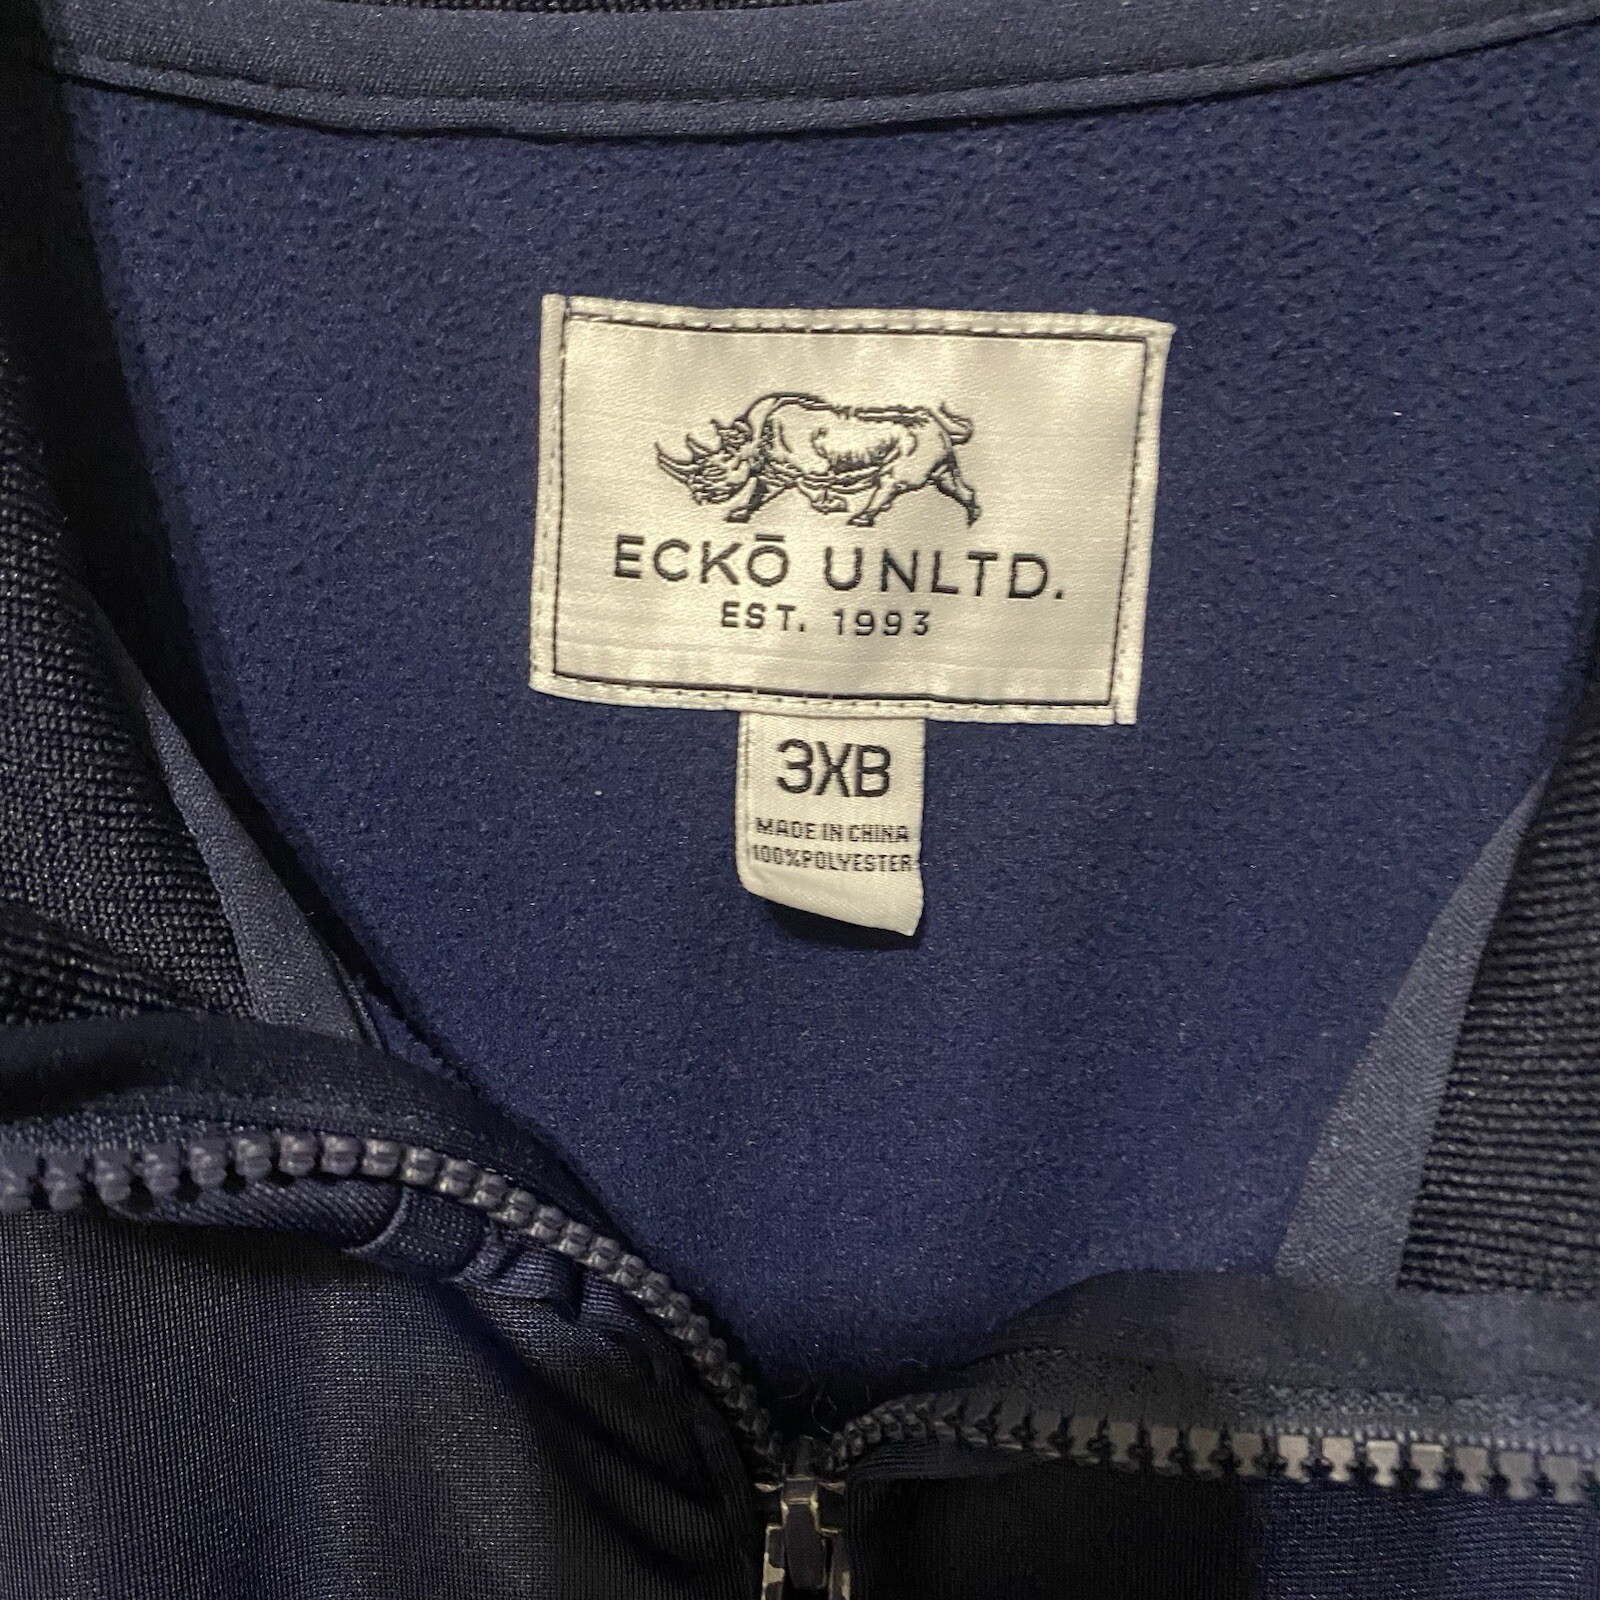 ECKŌ UNLTD.
EST. 1993
3XB
MADE IN CHINA
100%POLYESTER